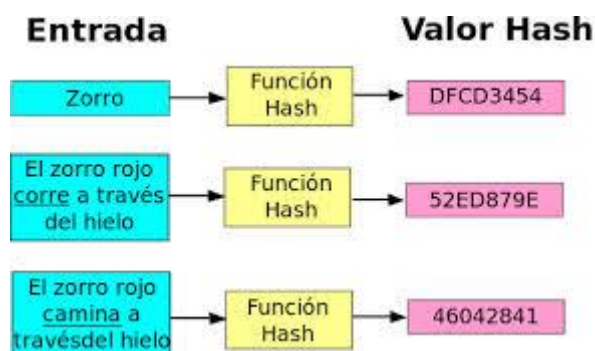 Entrada
Valor Hash
Zorro
Función
Hash
DFCD3454
El zorro rojo
corre a través
del hielo
Función
Hash
52ED879E
El zorro rojo
camina a
travésdel hielo
Función
Hash
46042841